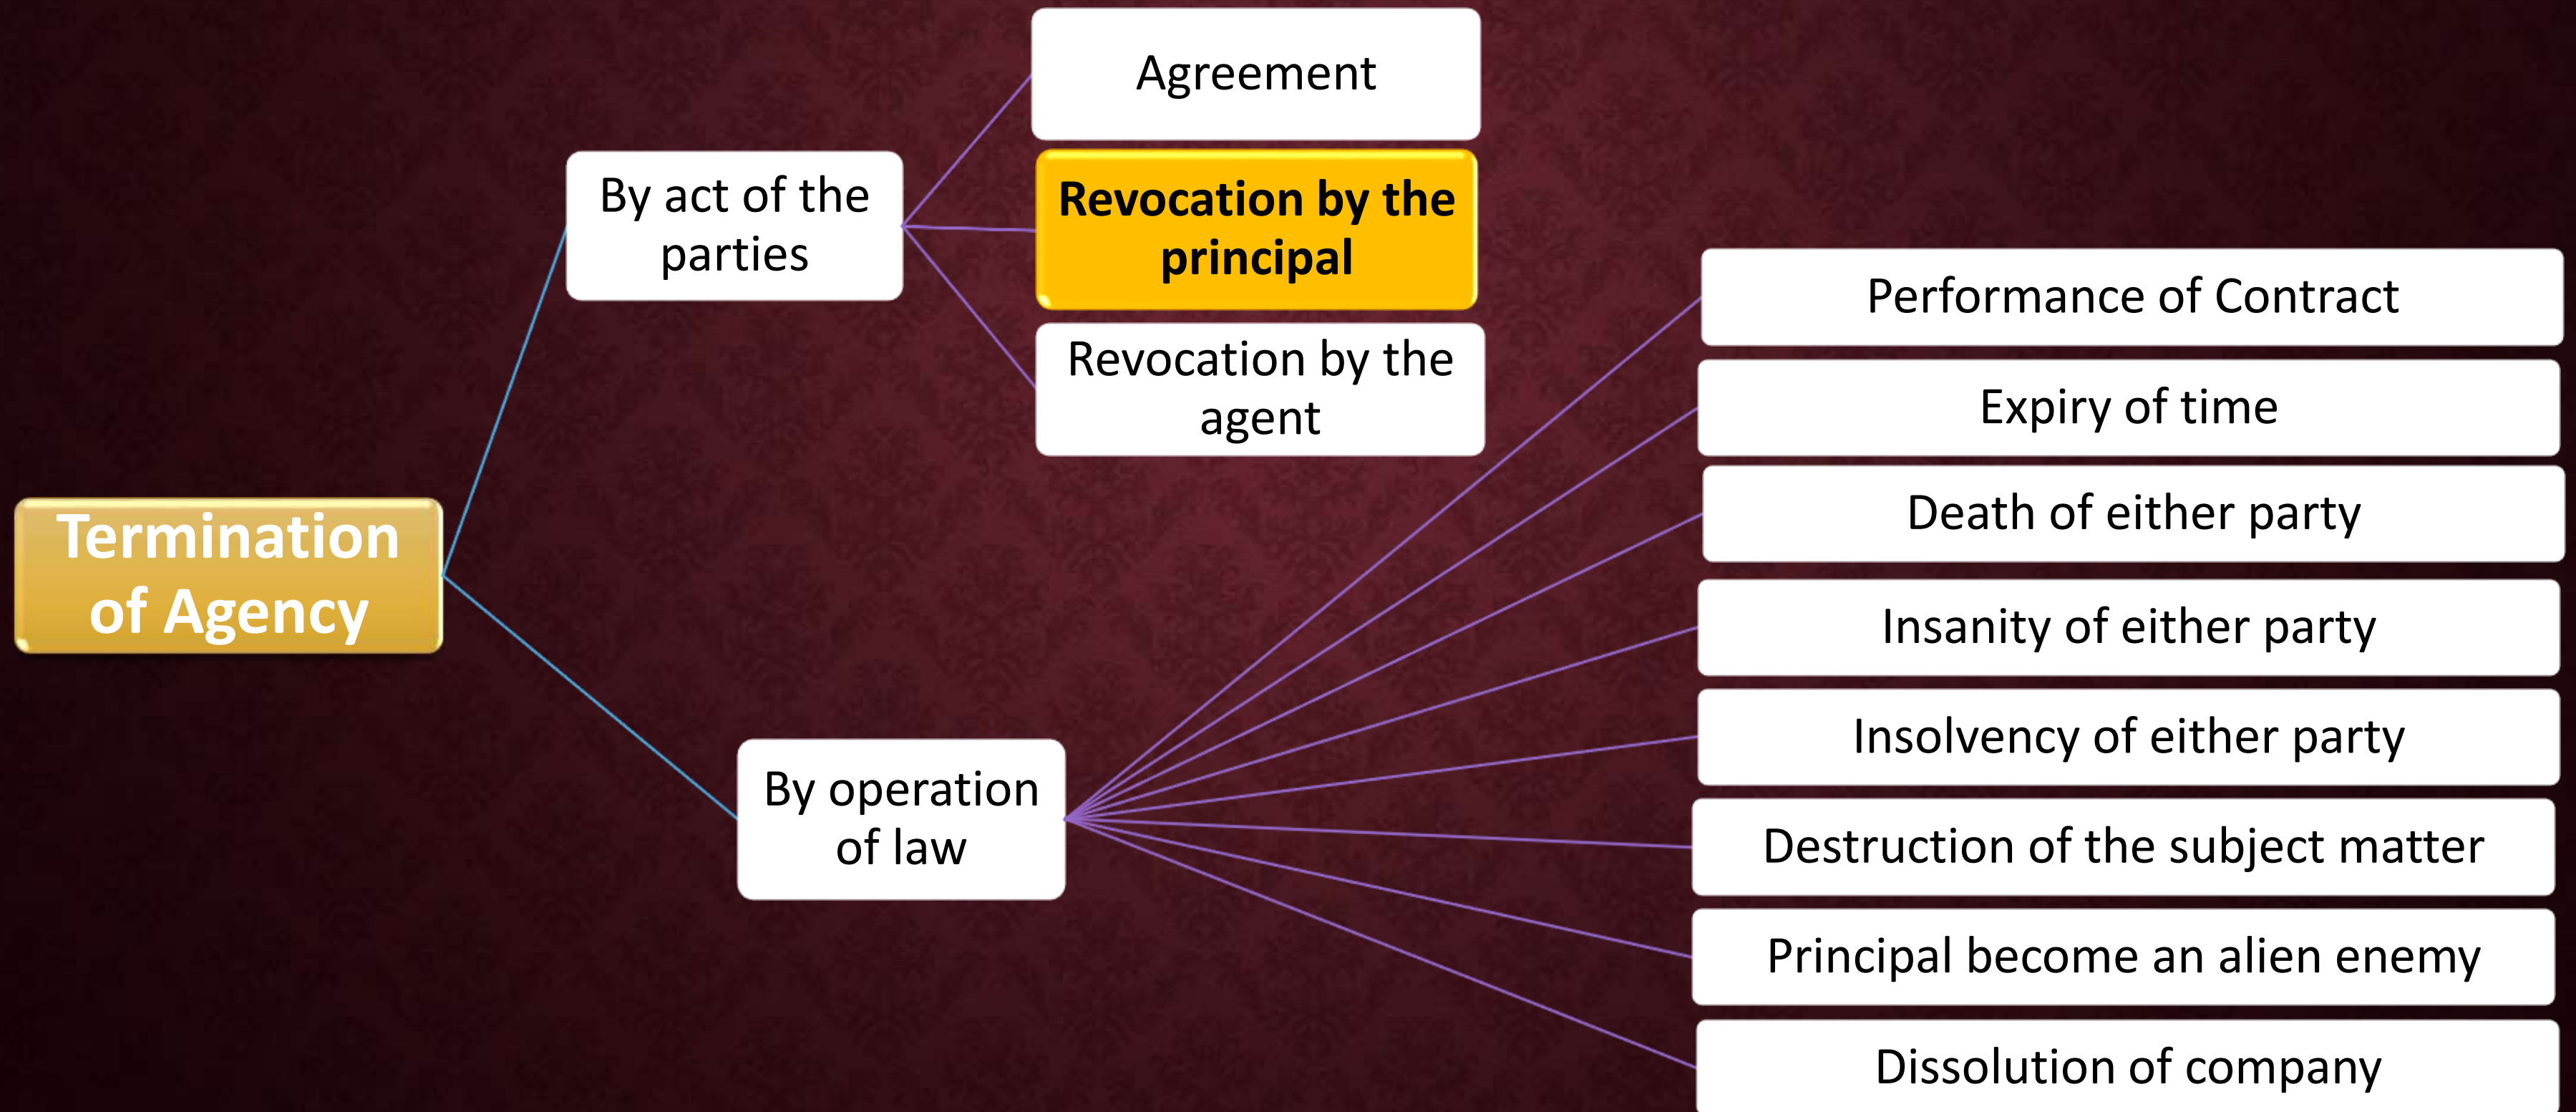 Termination
of Agency
By act of the
parties
Agreement
Revocation by the
principal
Revocation by the
agent
By operation
of law
Performance of Contract
Expiry of time
Death of either party
Insanity of either party
Insolvency of either party
Destruction of the subject matter
Principal become an alien enemy
Dissolution of company